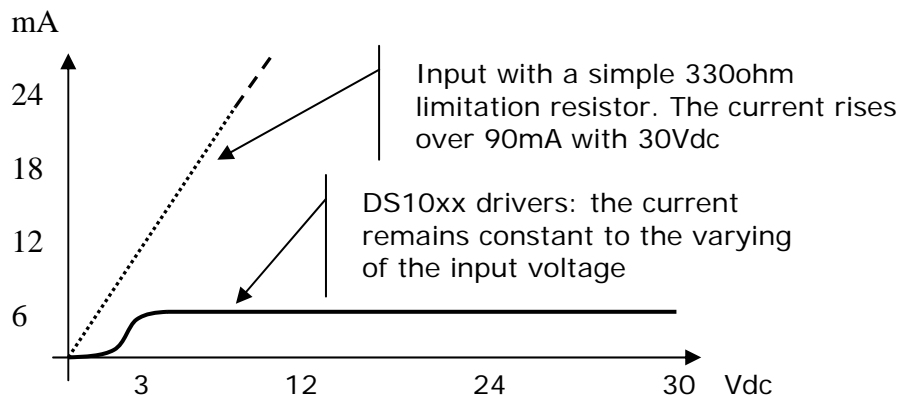 mA
24
18
12
6
Input with a simple 330ohm
limitation resistor. The current rises
over 90mA with 30Vdc
DS10xx drivers: the current
remains constant to the varying
of the input voltage
3 12 24 30 Vdc